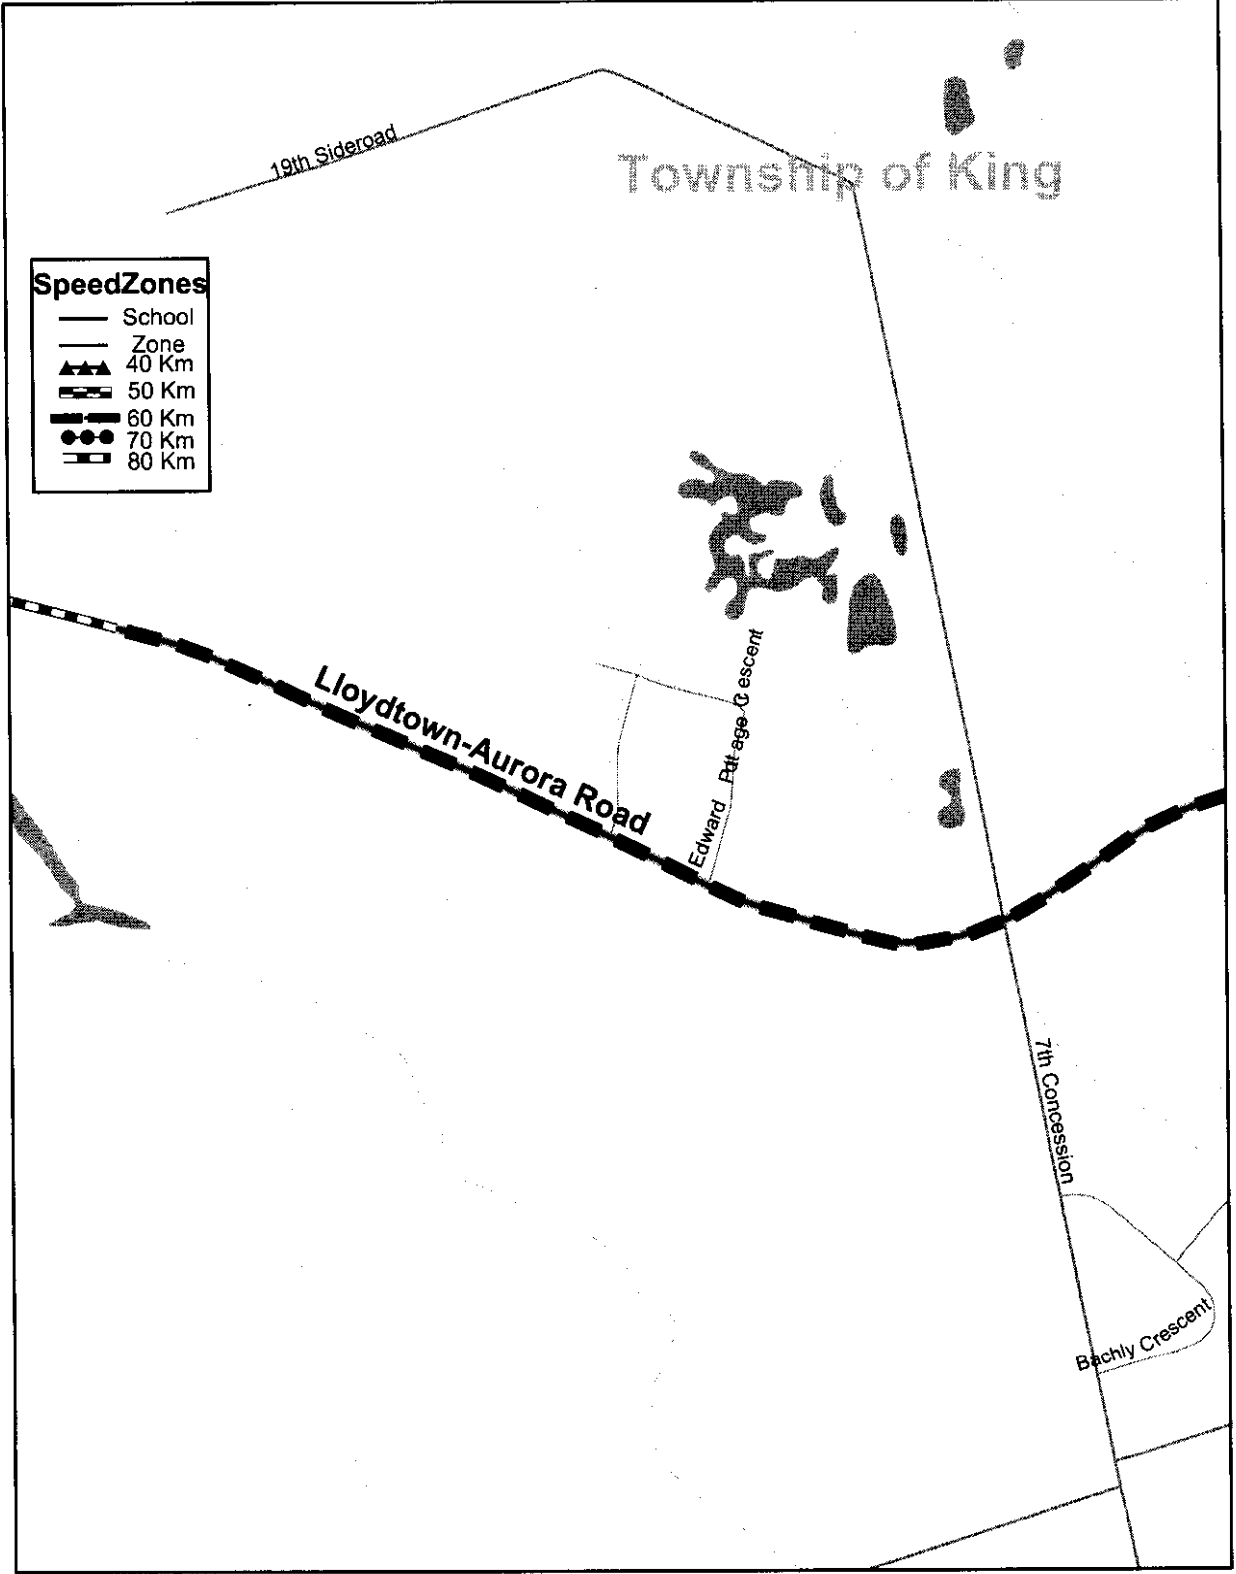 19th Sideroad
Township of King
SpeedZones
School
Zone
40 Km
50 Km
60 Km
70 Km
80 Km
Lloydtown-Aurora Road
Edward
7th Concession
Bachly Crescent